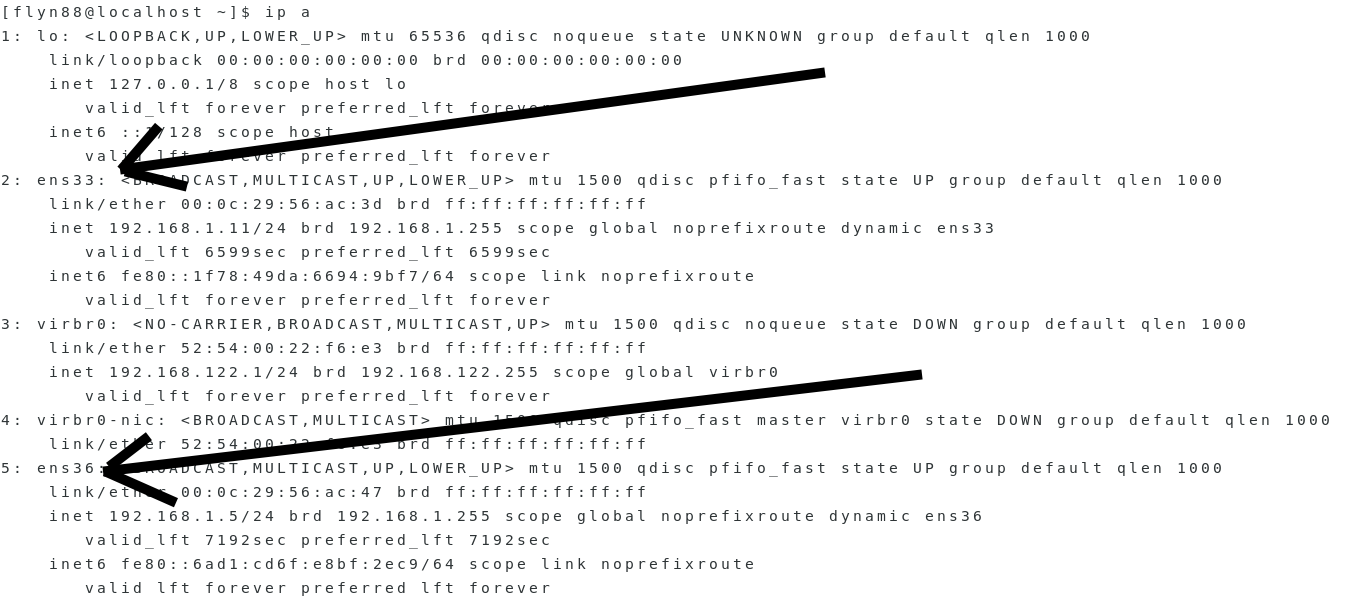 [flyn88@localhost ~]$ ip a
1: lo: <LOOPBACK,UP,LOWER_UP> mtu 65536 qdisc noqueue state UNKNOWN group default qlen 1000
link/loopback 00:00:00:00:00:00 brd 00:00:00:00:00:00
inet 127.0.0.1/8 scope host lo
valid_lft forever preferred_lft forever
inet6 ::1/128 scope host
valid_lft forever preferred_lft forever
2: ens33: <BROADCAST,MULTICAST,UP,LOWER_UP> mtu 1500 qdisc pfifo_fast state UP group default qlen 1000
link/ether 00:0c:29:56:ac:3d brd ff:ff:ff:ff:ff:ff
inet 192.168.1.11/24 brd 192.168.1.255 scope global noprefixroute dynamic ens33
valid_lft 6599sec preferred_lft 6599sec
inet6 fe80::1f78:49da:6694:9bf7/64 scope link noprefixroute
valid_lft forever preferred_lft forever
3: virbr0: <NO-CARRIER,BROADCAST,MULTICAST,UP> mtu 1500 qdisc noqueue state DOWN group default qlen 1000
link/ether 52:54:00:22:f6:e3 brd ff:ff:ff:ff:ff:ff
inet 192.168.122.1/24 brd 192.168.122.255 scope global virbr0
valid_lft forever preferred_lft forever
4: virbr0-nic: <BROADCAST,MULTICAST> mtu 1500 qdisc pfifo_fast master virbr0 state DOWN group default qlen 1000
link/ether 52:54:00:22:f6:e3 brd ff:ff:ff:ff:ff:ff
5: ens36: <BROADCAST,MULTICAST,UP,LOWER_UP> mtu 1500 qdisc pfifo_fast state UP group default qlen 1000
link/ether 00:0c:29:56:ac:47 brd ff:ff:ff:ff:ff:ff
inet 192.168.1.5/24 brd 192.168.1.255 scope global noprefixroute dynamic ens36
valid_lft 7192sec preferred_lft 7192sec
inet6 fe80::6ad1:cd6f:e8bf:2ec9/64 scope link noprefixroute
valid_lft forever preferred_lft forever